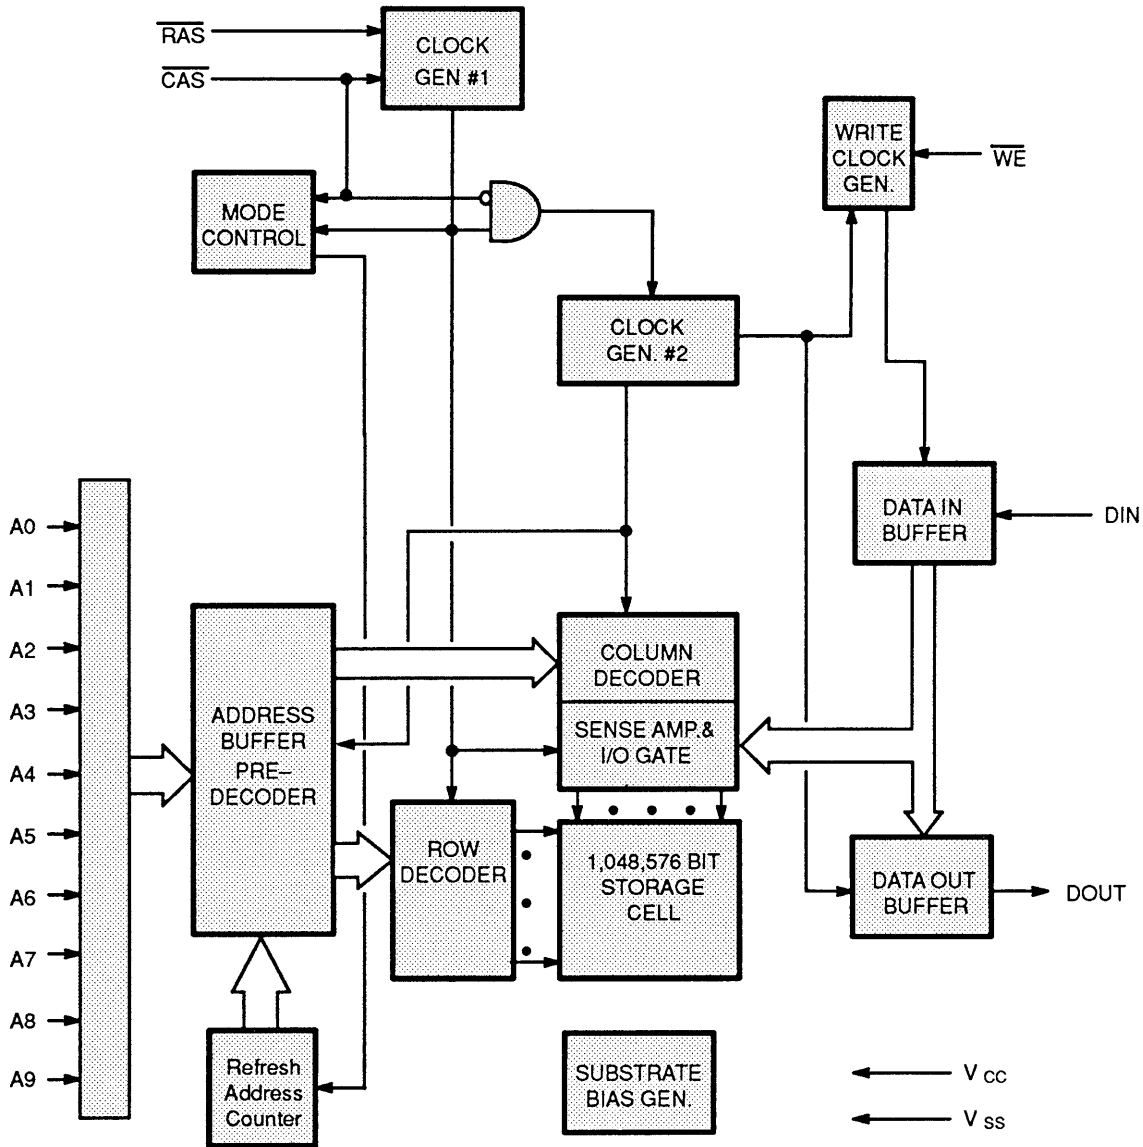 RAS
CAS
CLOCK
GEN #1
WRITE
CLOCK
GEN.
WE
MODE
CONTROL
CLOCK
GEN. #2
DATA IN
BUFFER
DIN
A0
A1
A2
A3
A4
A5
A6
A7
A8
A9
ADDRESS
BUFFER
PRE–
DECODER
COLUMN
DECODER
SENSE AMP.&
I/O GATE
ROW
DECODER
1,048,576 BIT
STORAGE
CELL
DATA OUT
BUFFER
DOUT
Refresh
Address
Counter
SUBSTRATE
BIAS GEN.
V CC
V SS